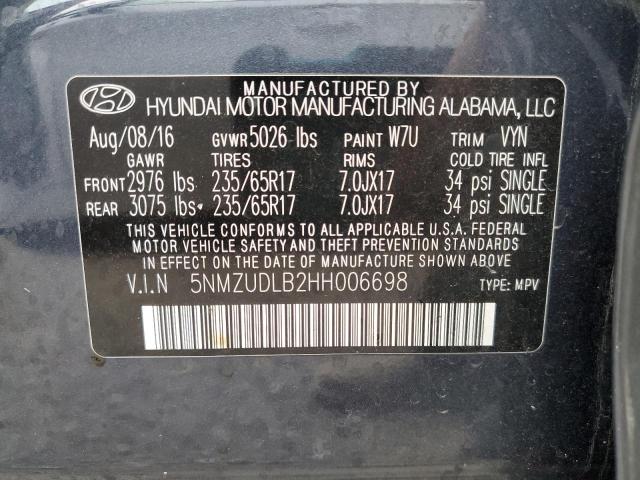 MANUFACTURED BY
HYUNDAI MOTOR MANUFACTURING ALABAMA, LLC
Aug/08/16 GVWR 5026 lbs PAINT W7U TRIM VYN
GAWR TIRES RIMS COLD TIRE INFL
FRONT 2976 lbs 235/65R17 7.0JX17 34 psi SINGLE
REAR 3075 lbs 235/65R17 7.0JX17 34 psi SINGLE
THIS VEHICLE CONFORMS TO ALL APPLICABLE U.S.A. FEDERAL
MOTOR VEHICLE SAFETY AND THEFT PREVENTION STANDARDS
IN EFFECT ON THE DATE OF MANUFACTURE SHOWN ABOVE
V.I.N 5NMZUDLB2HH006698 TYPE: MPV